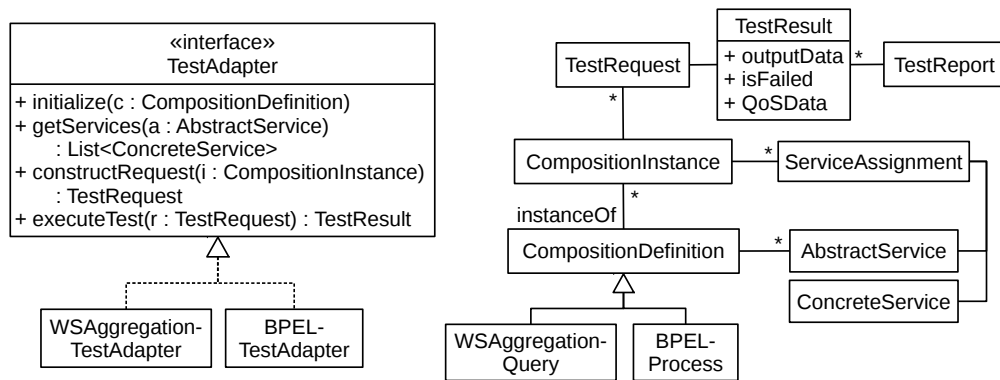 «interface»
TestAdapter
+ initialize(c : CompositionDefinition)
+ getServices(a : AbstractService)
: List<ConcreteService>
+ constructRequest(i : CompositionInstance)
: TestRequest
+ executeTest(r : TestRequest) : TestResult
WSAggregation-
TestAdapter
BPEL-
TestAdapter
TestRequest
TestResult
+ outputData
+ isFailed
+ QoSData
*
TestReport
*
CompositionInstance
*
ServiceAssignment
*
instanceOf
CompositionDefinition
*
AbstractService
ConcreteService
WSAggregation-
Query
BPEL-
Process